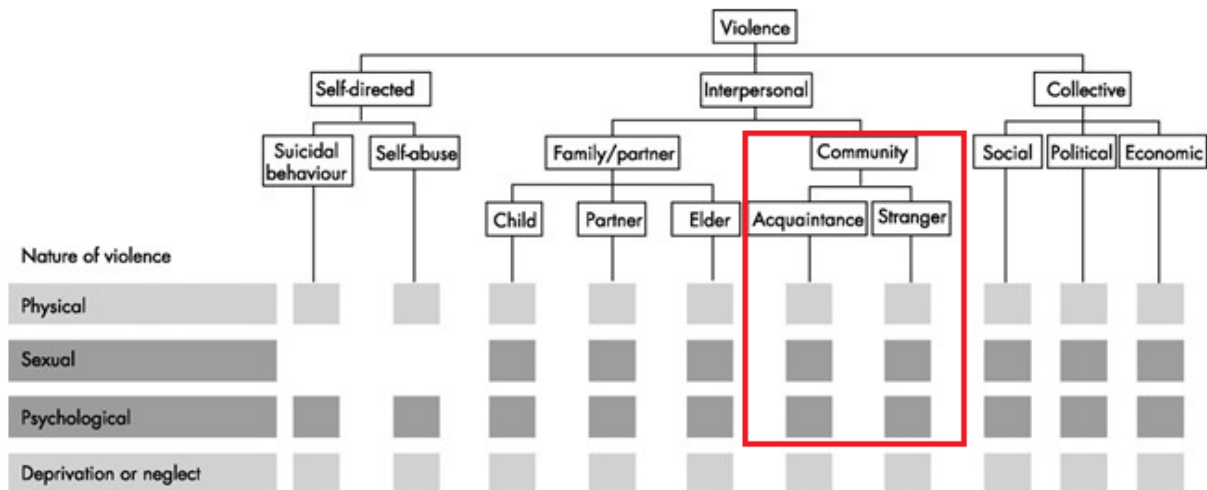 Violence
Self-directed Interpersonal Collective
Suicidal
behaviour
Self-abuse Family/partner Community Social Political Economic
Child Partner Elder Acquaintance Stranger
Nature of violence
Physical
Sexual
Psychological
Deprivation or neglect